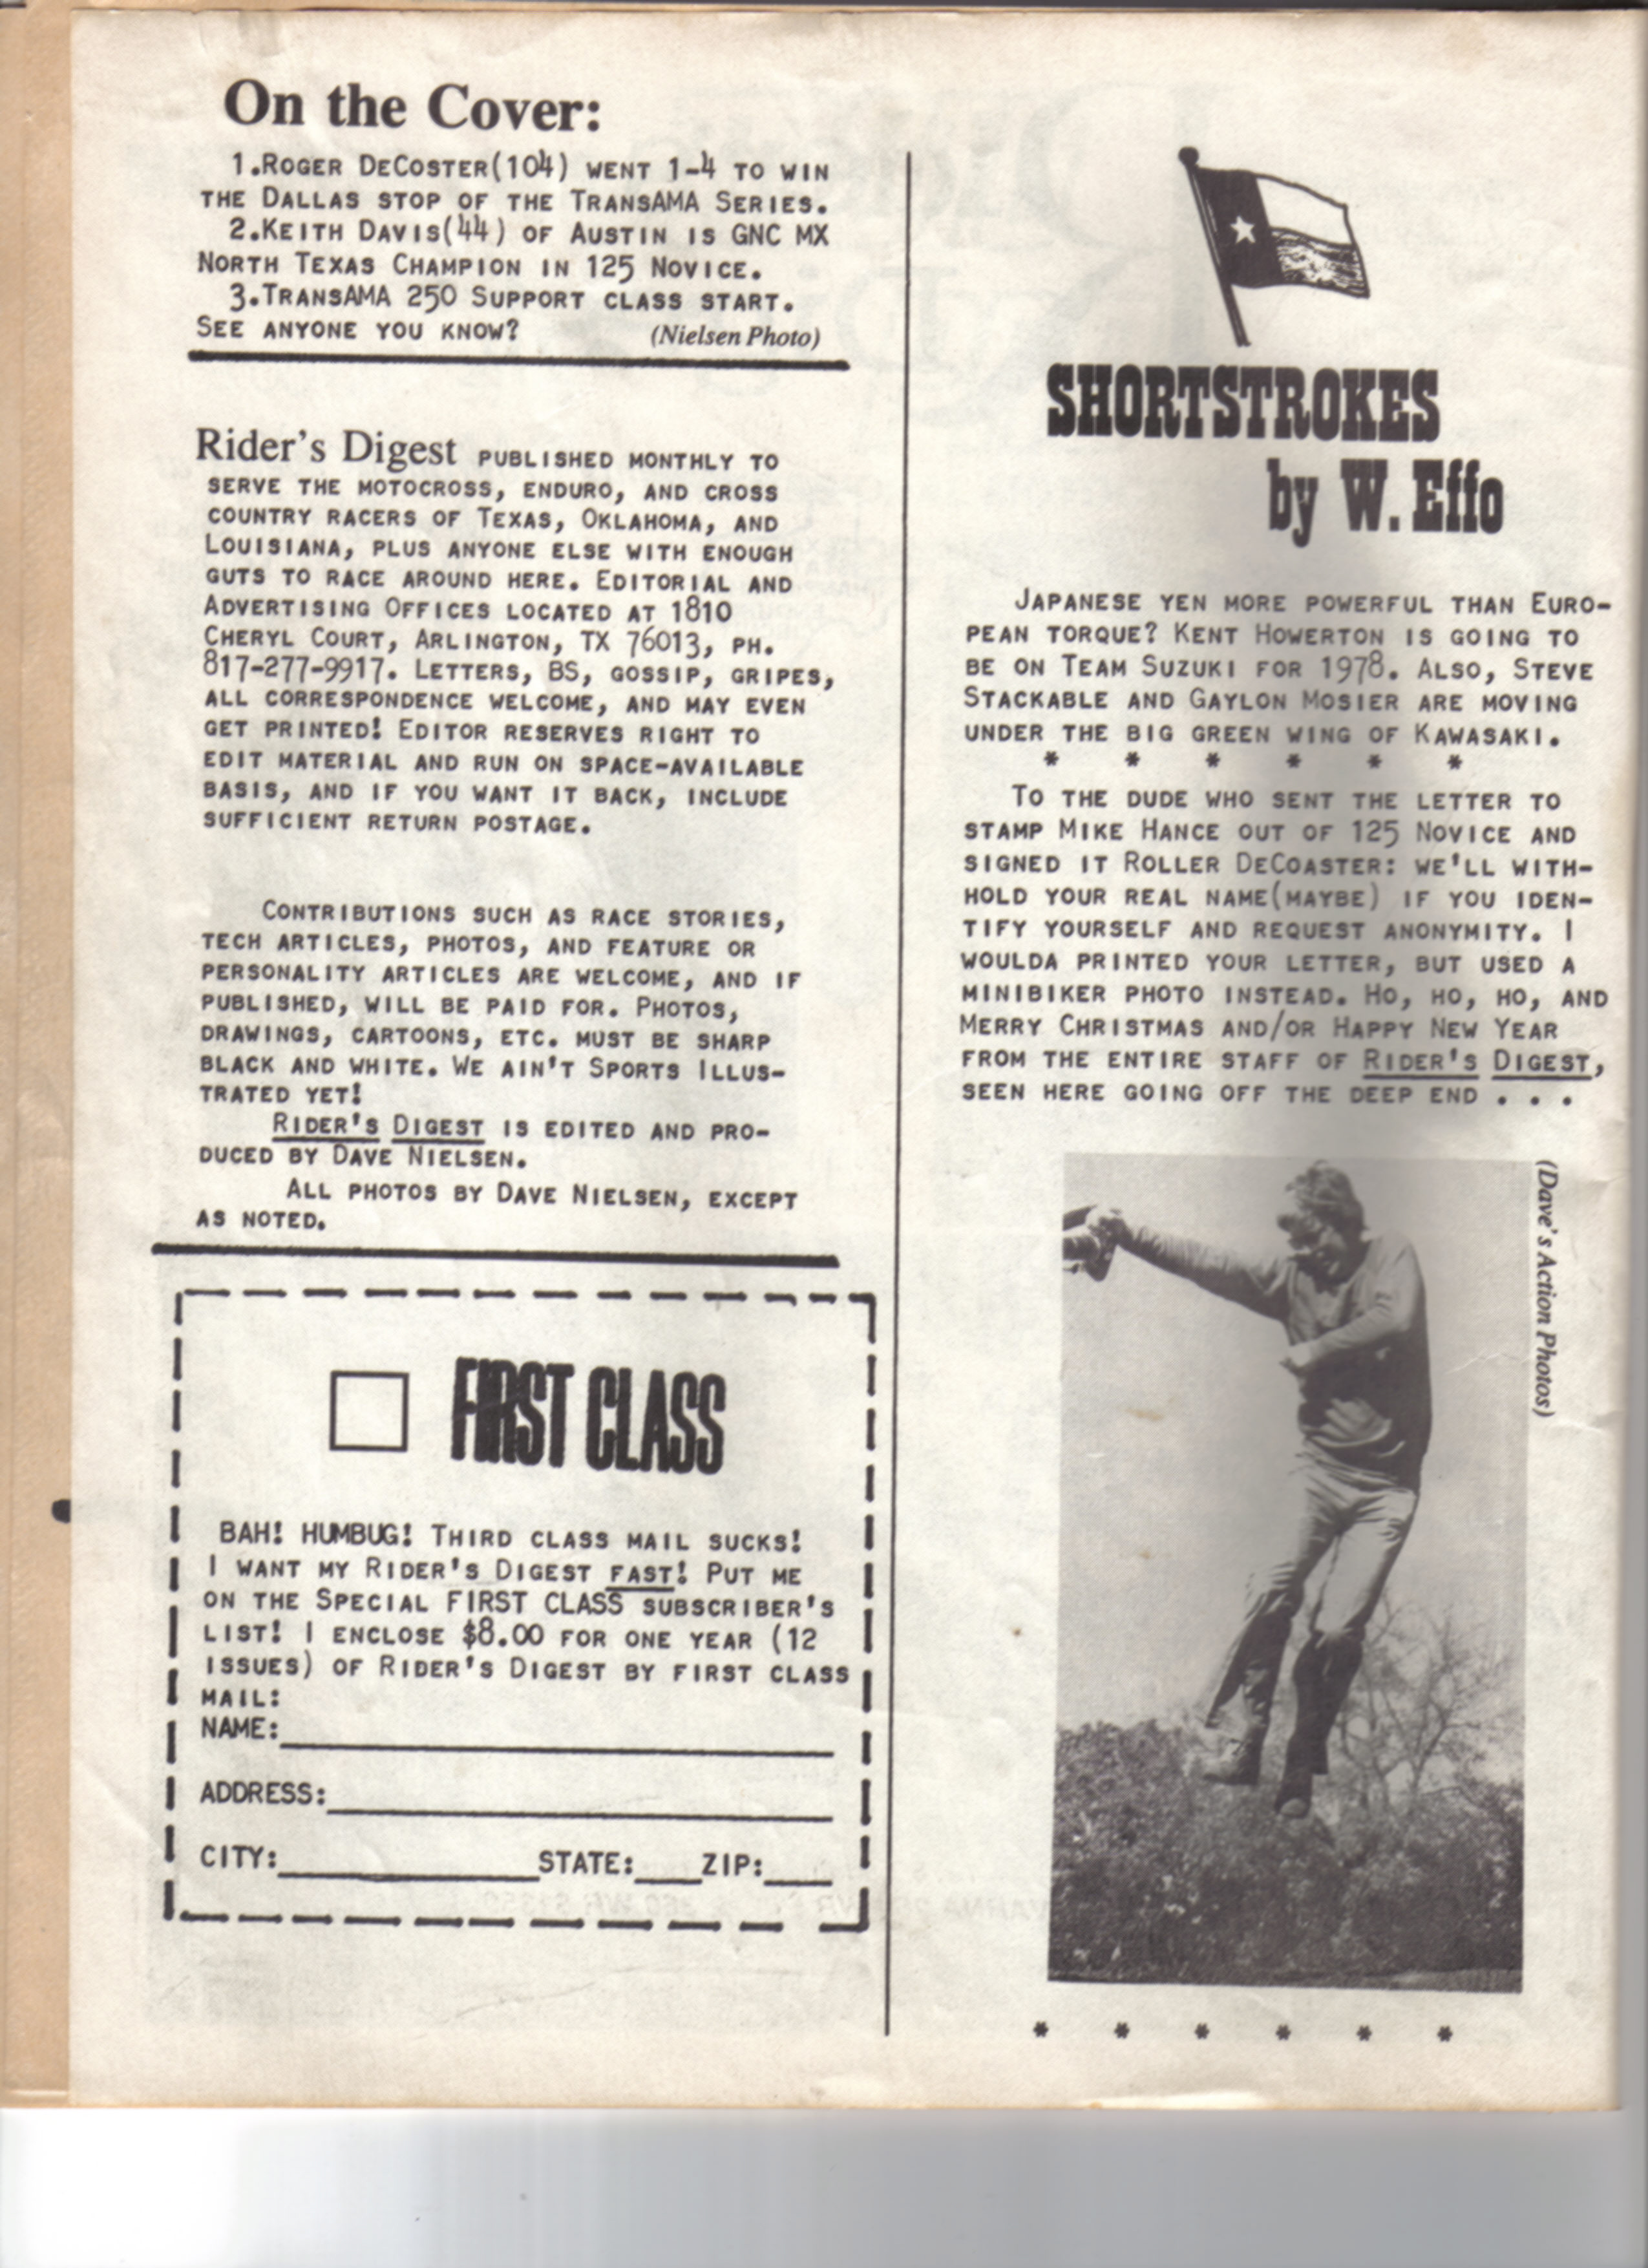 On the Cover:
1.ROGER DECOSTER(104) WENT 1-4 TO WIN
THE DALLAS STOP OF THE TRANSAMA SERIES.
2.KEITH DAVIS(44) OF AUSTIN IS GNC MX
NORTH TEXAS CHAMPION IN 125 NOVICE.
3.TRANSAMA 250 SUPPORT CLASS START.
SEE ANYONE YOU KNOW? (Nielsen Photo)
Rider's Digest PUBLISHED MONTHLY TO
SERVE THE MOTOCROSS, ENDURO, AND CROSS
COUNTRY RACERS OF TEXAS, OKLAHOMA, AND
LOUISIANA, PLUS ANYONE ELSE WITH ENOUGH
GUTS TO RACE AROUND HERE. EDITORIAL AND
ADVERTISING OFFICES LOCATED AT 1810
CHERYL COURT, ARLINGTON, TX 76013, PH.
817-277-9917. LETTERS, BS, GOSSIP, GRIPES,
ALL CORRESPONDENCE WELCOME, AND MAY EVEN
GET PRINTED! EDITOR RESERVES RIGHT TO
EDIT MATERIAL AND RUN ON SPACE-AVAILABLE
BASIS, AND IF YOU WANT IT BACK, INCLUDE
SUFFICIENT RETURN POSTAGE.
CONTRIBUTIONS SUCH AS RACE STORIES,
TECH ARTICLES, PHOTOS, AND FEATURE OR
PERSONALITY ARTICLES ARE WELCOME, AND IF
PUBLISHED, WILL BE PAID FOR. PHOTOS,
DRAWINGS, CARTOONS, ETC. MUST BE SHARP
BLACK AND WHITE. WE AIN'T SPORTS ILLUS-
TRATED YET!
RIDER'S DIGEST IS EDITED AND PRO-
DUCED BY DAVE NIELSEN.
ALL PHOTOS BY DAVE NIELSEN, EXCEPT
AS NOTED.
FIRST CLASS
BAH! HUMBUG! THIRD CLASS MAIL SUCKS!
I WANT MY RIDER'S DIGEST FAST! PUT ME
ON THE SPECIAL FIRST CLASS SUBSCRIBER'S
LIST! I ENCLOSE $8.00 FOR ONE YEAR (12
ISSUES) OF RIDER'S DIGEST BY FIRST CLASS
MAIL:
NAME:
ADDRESS:
CITY: STATE: ZIP:
SHORTSTROKES
by W. Effo
JAPANESE YEN MORE POWERFUL THAN EURO-
PEAN TORQUE? KENT HOWERTON IS GOING TO
BE ON TEAM SUZUKI FOR 1978. ALSO, STEVE
STACKABLE AND GAYLON MOSIER ARE MOVING
UNDER THE BIG GREEN WING OF KAWASAKI.
* * * * * *
TO THE DUDE WHO SENT THE LETTER TO
STAMP MIKE HANCE OUT OF 125 NOVICE AND
SIGNED IT ROLLER DECOASTER: WE'LL WITH-
HOLD YOUR REAL NAME(MAYBE) IF YOU IDEN-
TIFY YOURSELF AND REQUEST ANONYMITY. I
WOULDA PRINTED YOUR LETTER, BUT USED A
MINIBIKER PHOTO INSTEAD. HO, HO, HO, AND
MERRY CHRISTMAS AND/OR HAPPY NEW YEAR
FROM THE ENTIRE STAFF OF RIDER'S DIGEST,
SEEN HERE GOING OFF THE DEEP END . . .
(Dave's Action Photos)
* * * * * *